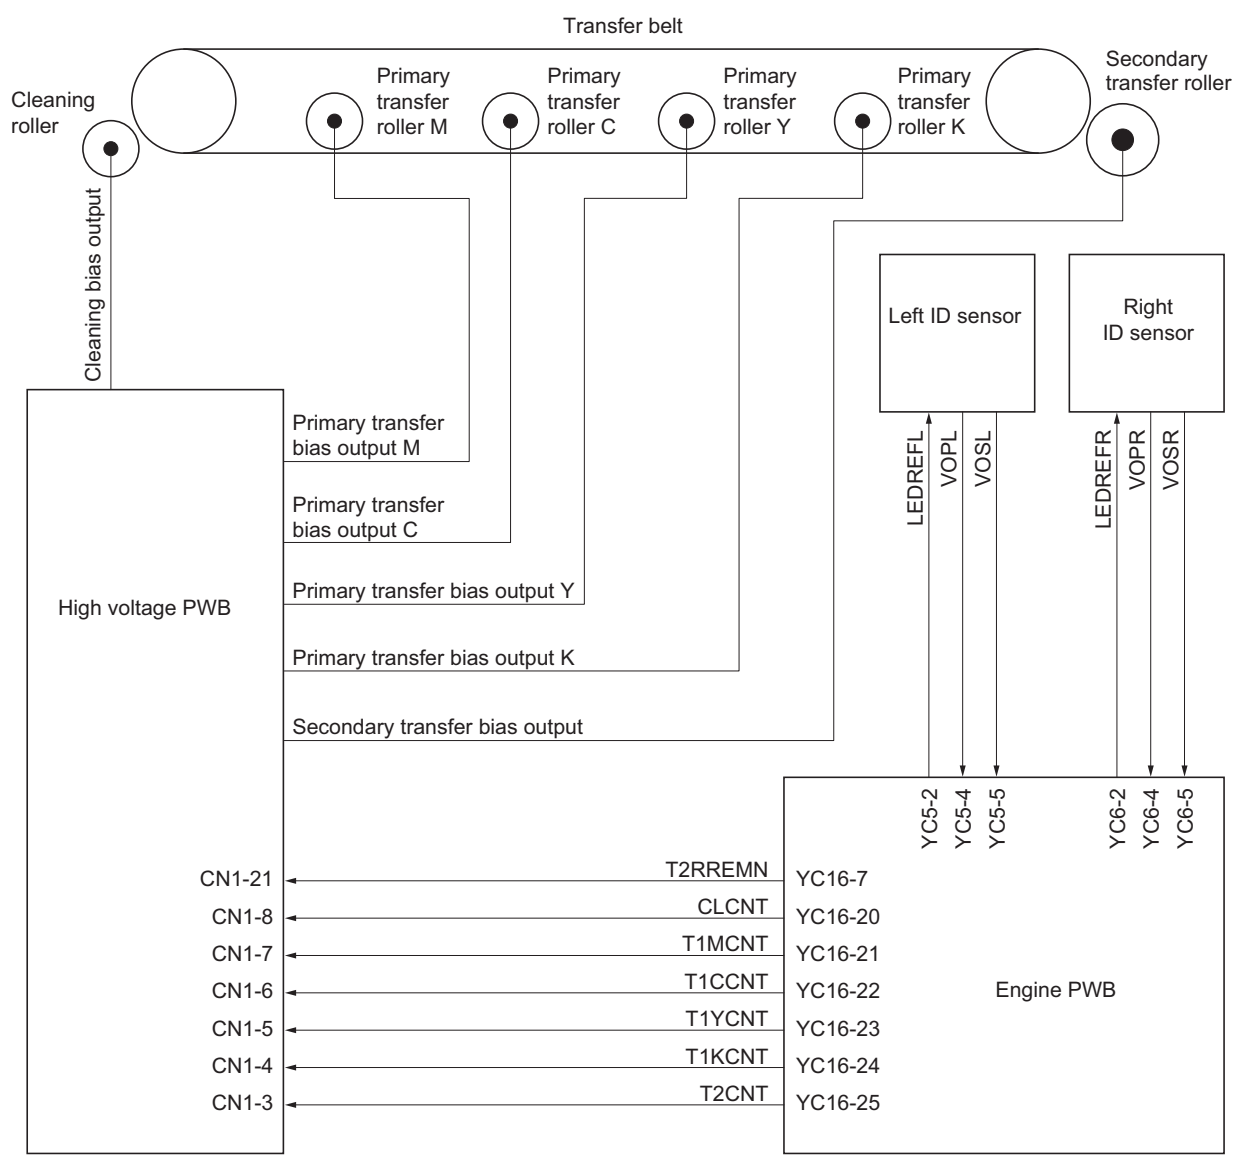 Transfer belt
Cleaning
roller
Primary
transfer
roller M
Primary
transfer
roller C
Primary
transfer
roller Y
Primary
transfer
roller K
Secondary
transfer roller
Cleaning bias output
Left ID sensor
Right
ID sensor
Primary transfer
bias output M
Primary transfer
bias output C
Primary transfer bias output Y
Primary transfer bias output K
Secondary transfer bias output
High voltage PWB
LEDREFL
VOPL
VOSL
LEDREFR
VOPR
VOSR
YC5-2
YC5-4
YC5-5
YC6-2
YC6-4
YC6-5
CN1-21 T2RREMN YC16-7
CN1-8 CLCNT YC16-20
CN1-7 T1MCNT YC16-21
CN1-6 T1CCNT YC16-22
CN1-5 T1YCNT YC16-23
CN1-4 T1KCNT YC16-24
CN1-3 T2CNT YC16-25
Engine PWB